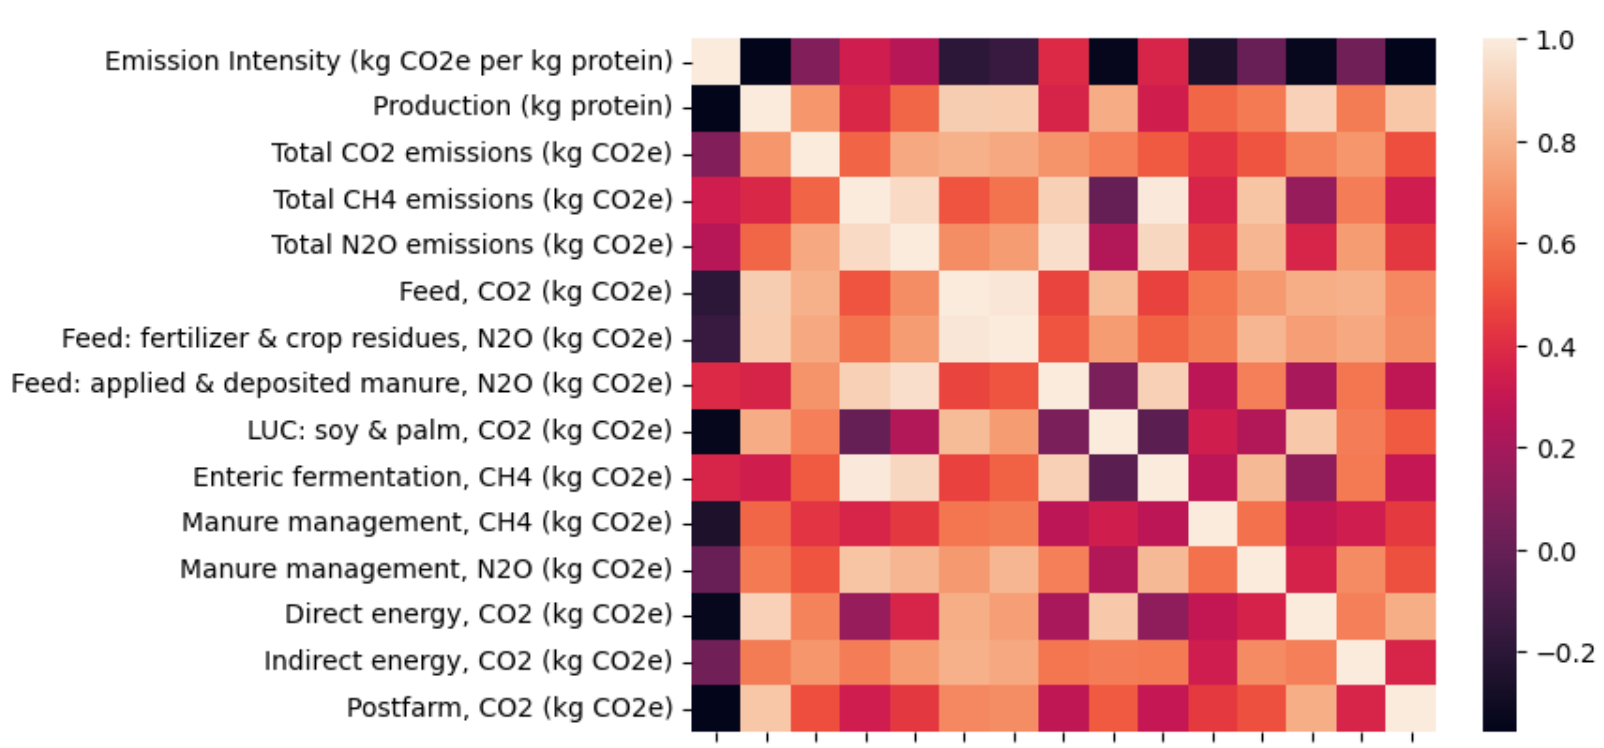 Emission Intensity (kg CO2e per kg protein)
Production (kg protein)
Total CO2 emissions (kg CO2e)
Total CH4 emissions (kg CO2e)
Total N2O emissions (kg CO2e)
Feed, CO2 (kg CO2e)
Feed: fertilizer & crop residues, N2O (kg CO2e)
Feed: applied & deposited manure, N2O (kg CO2e)
LUC: soy & palm, CO2 (kg CO2e)
Enteric fermentation, CH4 (kg CO2e)
Manure management, CH4 (kg CO2e)
Manure management, N2O (kg CO2e)
Direct energy, CO2 (kg CO2e)
Indirect energy, CO2 (kg CO2e)
Postfarm, CO2 (kg CO2e)
1.0
0.8
0.6
0.4
0.2
0.0
−0.2